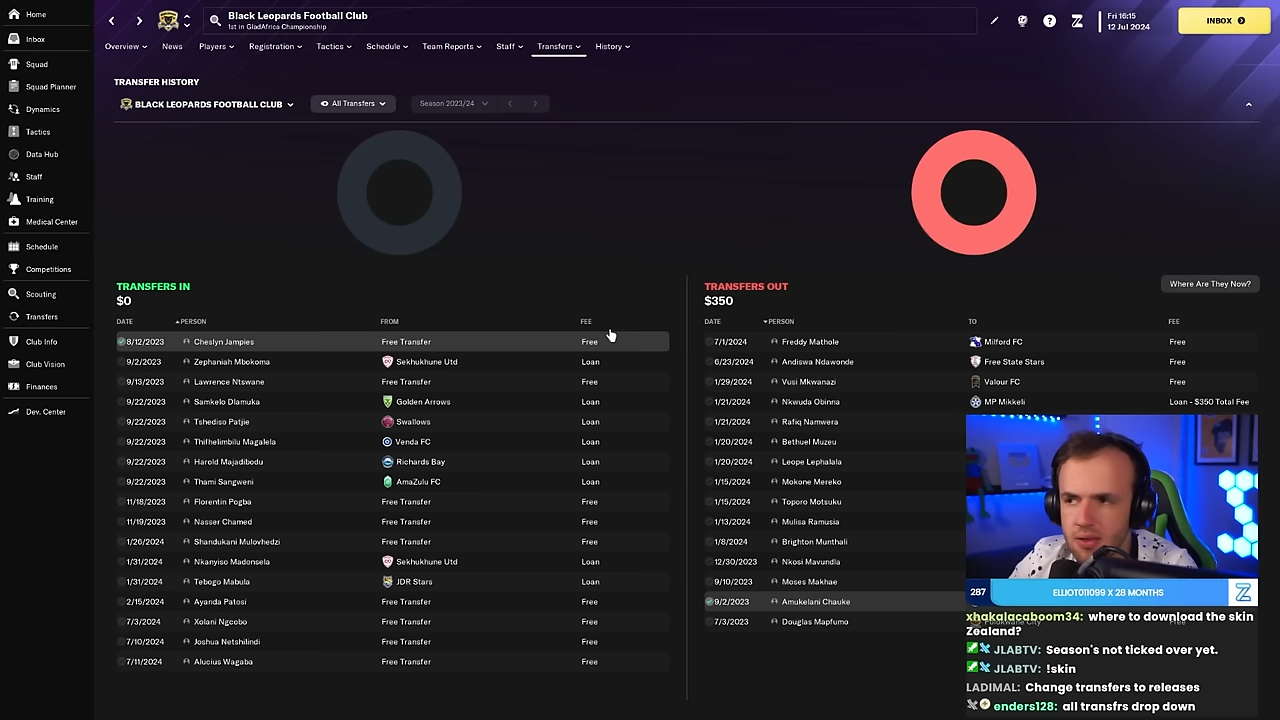 Home
Inbox
Squad
Squad Planner
Dynamics
Tactics
Data Hub
Staff
Training
Medical Center
Schedule
Competitions
Scouting
Transfers
Club Info
Club Vision
Finances
Dev. Center
Black Leopards Football Club
1st in GladAfrica Championship
Fri 16:15
12 Jul 2024
INBOX
Overview News Players Registration Tactics Schedule Team Reports Staff Transfers History
TRANSFER HISTORY
BLACK LEOPARDS FOOTBALL CLUB All Transfers Season 2023/24
TRANSFERS IN
$0
DATE PERSON FROM FEE
8/12/2023 Cheslyn Jampies Free Transfer Free
9/2/2023 Zephaniah Mbokoma Sekhukhune Utd Loan
9/13/2023 Lawrence Ntswane Free Transfer Free
9/22/2023 Samkelo Dlamuka Golden Arrows Loan
9/22/2023 Tshediso Patjie Swallows Loan
9/22/2023 Thifhelimbilu Magalela Venda FC Loan
9/22/2023 Harold Majadibodu Richards Bay Loan
9/22/2023 Thami Sangweni AmaZulu FC Loan
11/18/2023 Florentin Pogba Free Transfer Free
11/19/2023 Nasser Chamed Free Transfer Free
1/26/2024 Shandukani Mulovhedzi Free Transfer Free
1/31/2024 Nkanyiso Madonsela Sekhukhune Utd Loan
1/31/2024 Tebogo Mabula JDR Stars Loan
2/15/2024 Ayanda Patosi Free Transfer Free
7/3/2024 Xolani Ngcobo Free Transfer Free
7/10/2024 Joshua Netshilindi Free Transfer Free
7/11/2024 Alucius Wagaba Free Transfer Free
TRANSFERS OUT
$350
Where Are They Now?
DATE PERSON TO FEE
7/1/2024 Freddy Mathole Milford FC Free
6/23/2024 Andiswa Ndawonde Free State Stars Free
1/29/2024 Vusi Mkwanazi Valour FC Free
1/21/2024 Nkwuda Obinna MP Mikkeli Loan - $350 Total Fee
1/21/2024 Rafiq Namwera
1/20/2024 Bethuel Muzeu
1/20/2024 Leope Lephalala
1/15/2024 Mokone Mereko
1/15/2024 Toporo Motsuku
1/13/2024 Mulisa Ramusia
1/8/2024 Brighton Munthali
12/30/2023 Nkosi Mavundla
9/10/2023 Moses Makhae
9/2/2023 Amukelani Chauke
7/3/2023 Douglas Mapfumo Polokwane City Free
287 ELLIOT011099 X 28 MONTHS
xhakalacaboom34: where to download the skin
Zealand?
JLABTV: Season's not ticked over yet.
JLABTV: !skin
LADIMAL: Change transfers to releases
enders128: all transfrs drop down